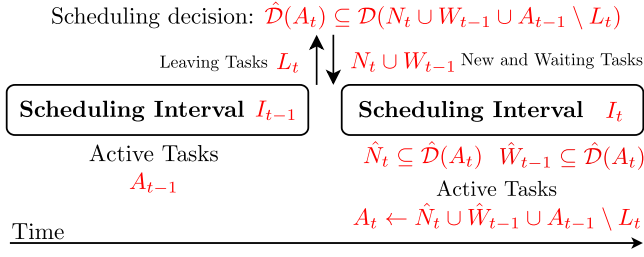 Scheduling decision: 𝒟̂(A_t) ⊆ 𝒟(N_t ∪ W_{t−1} ∪ A_{t−1} \ L_t)
Leaving Tasks L_t
N_t ∪ W_{t−1} New and Waiting Tasks
Scheduling Interval I_{t−1}
Scheduling Interval I_t
Active Tasks
A_{t−1}
N̂_t ⊆ 𝒟̂(A_t) Ŵ_{t−1} ⊆ 𝒟̂(A_t)
Active Tasks
A_t ← N̂_t ∪ Ŵ_{t−1} ∪ A_{t−1} \ L_t
Time